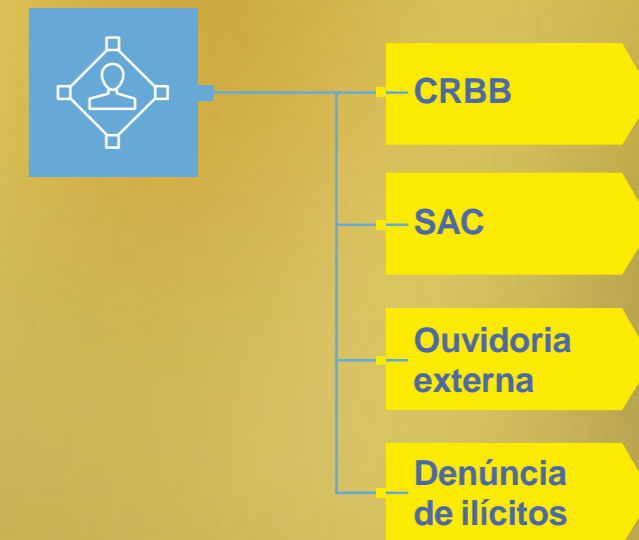 CRBB
SAC
Ouvidoria
externa
Denúncia
de ilícitos